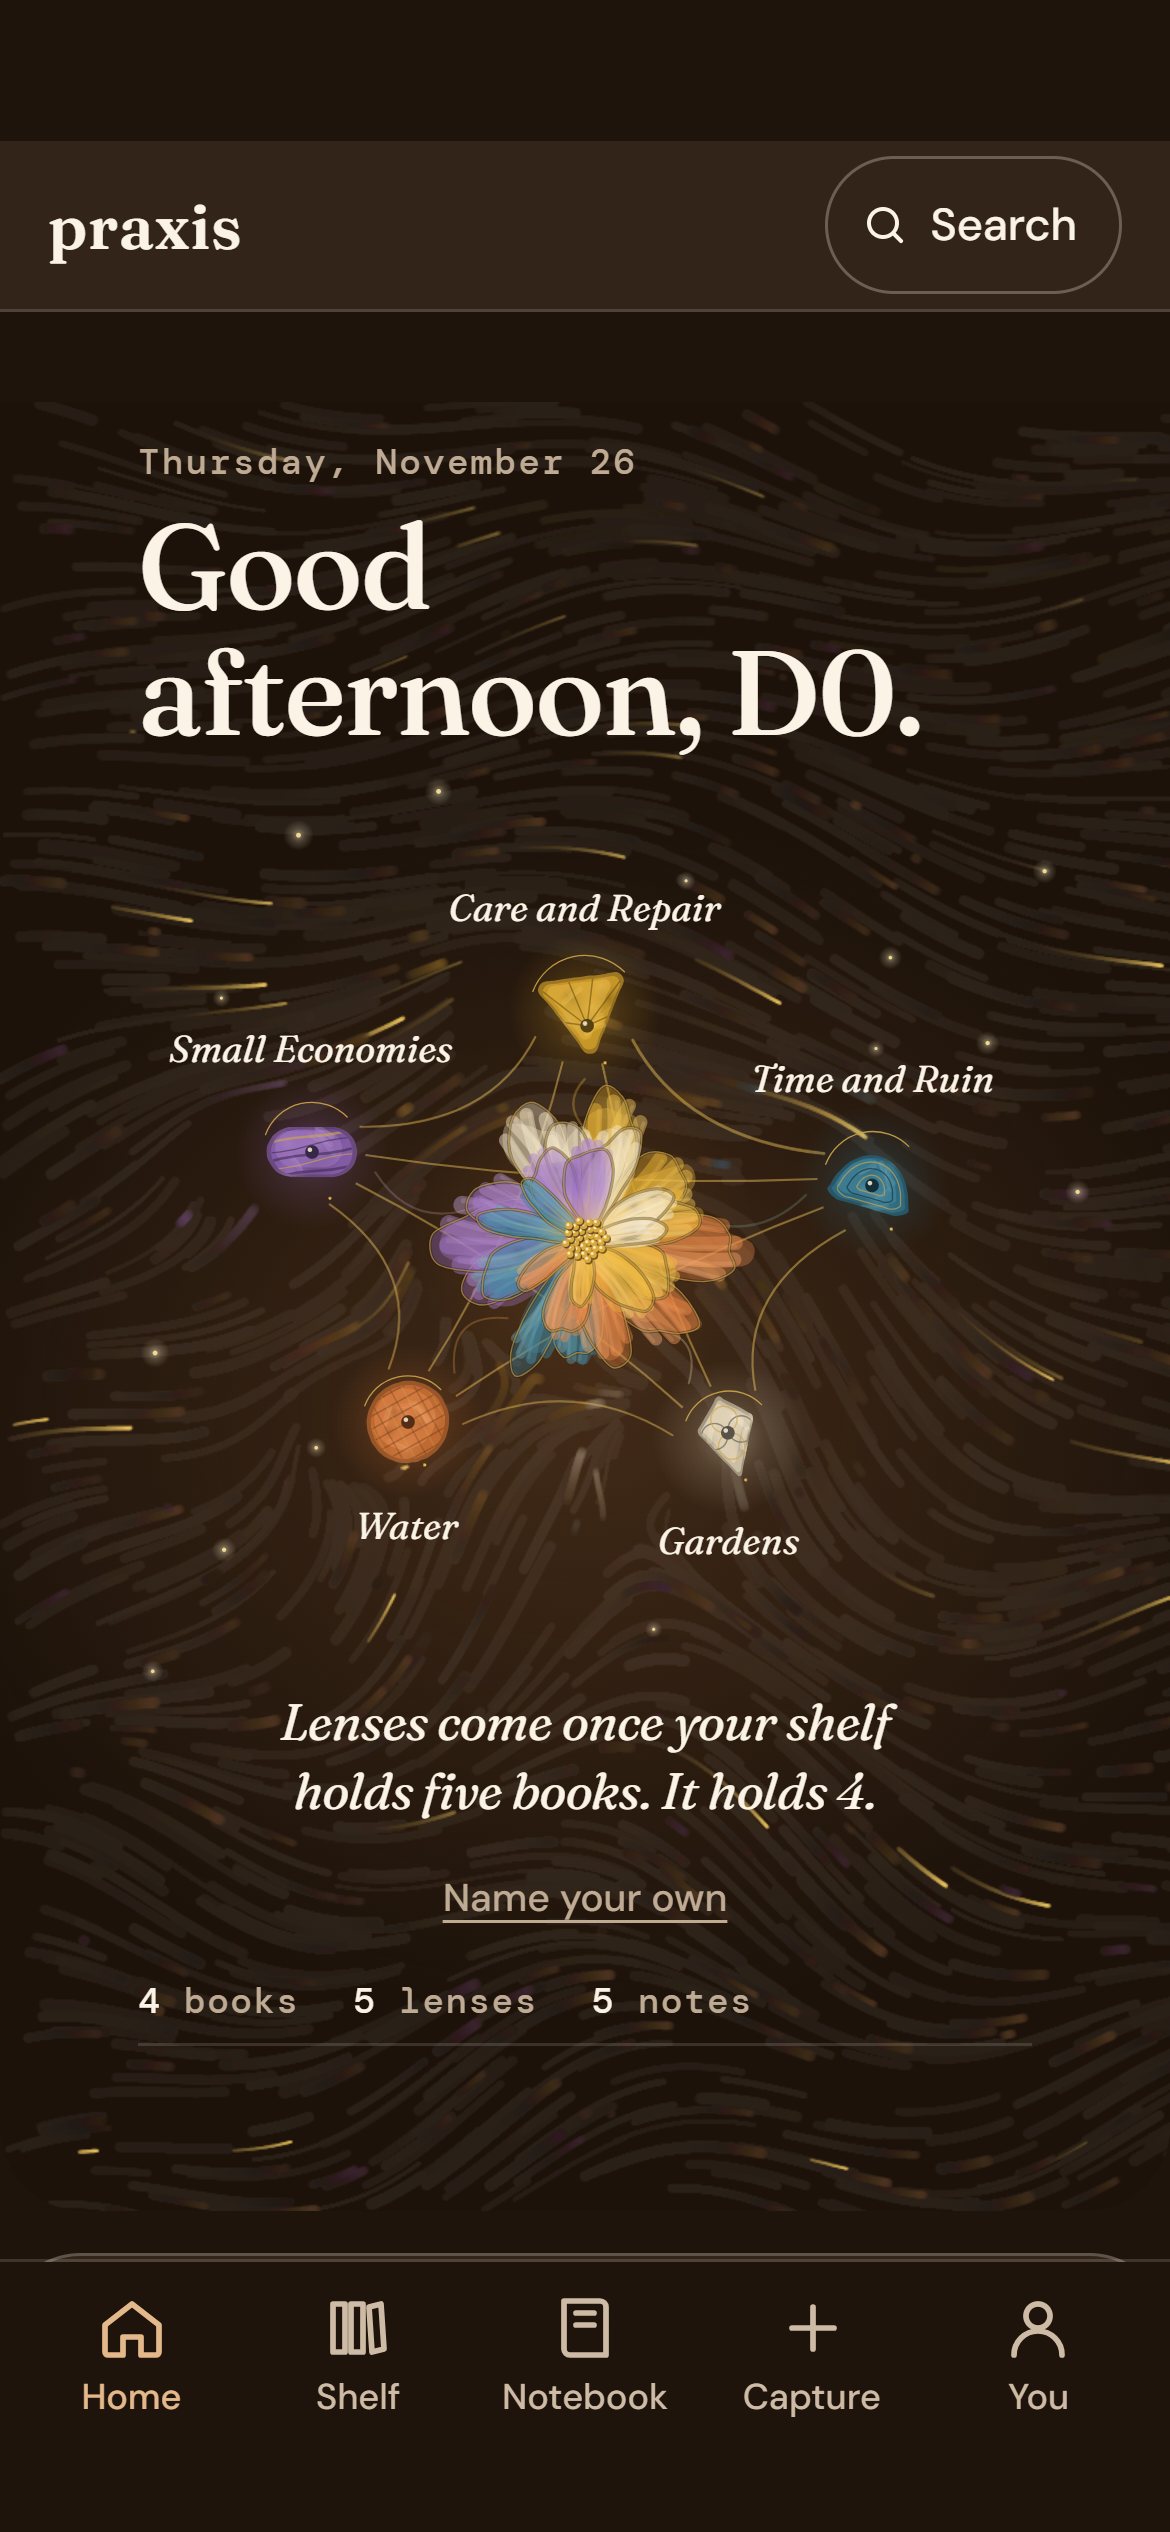 praxis
Search
Thursday, November 26
Good
afternoon, D0.
Care and Repair
Small Economies
Time and Ruin
Water
Gardens
Lenses come once your shelf
holds five books. It holds 4.
Name your own
4 books 5 lenses 5 notes
Home Shelf Notebook Capture You